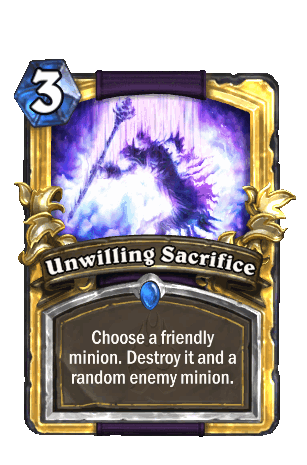 3
Unwilling Sacrifice
Choose a friendly
minion. Destroy it and a
random enemy minion.